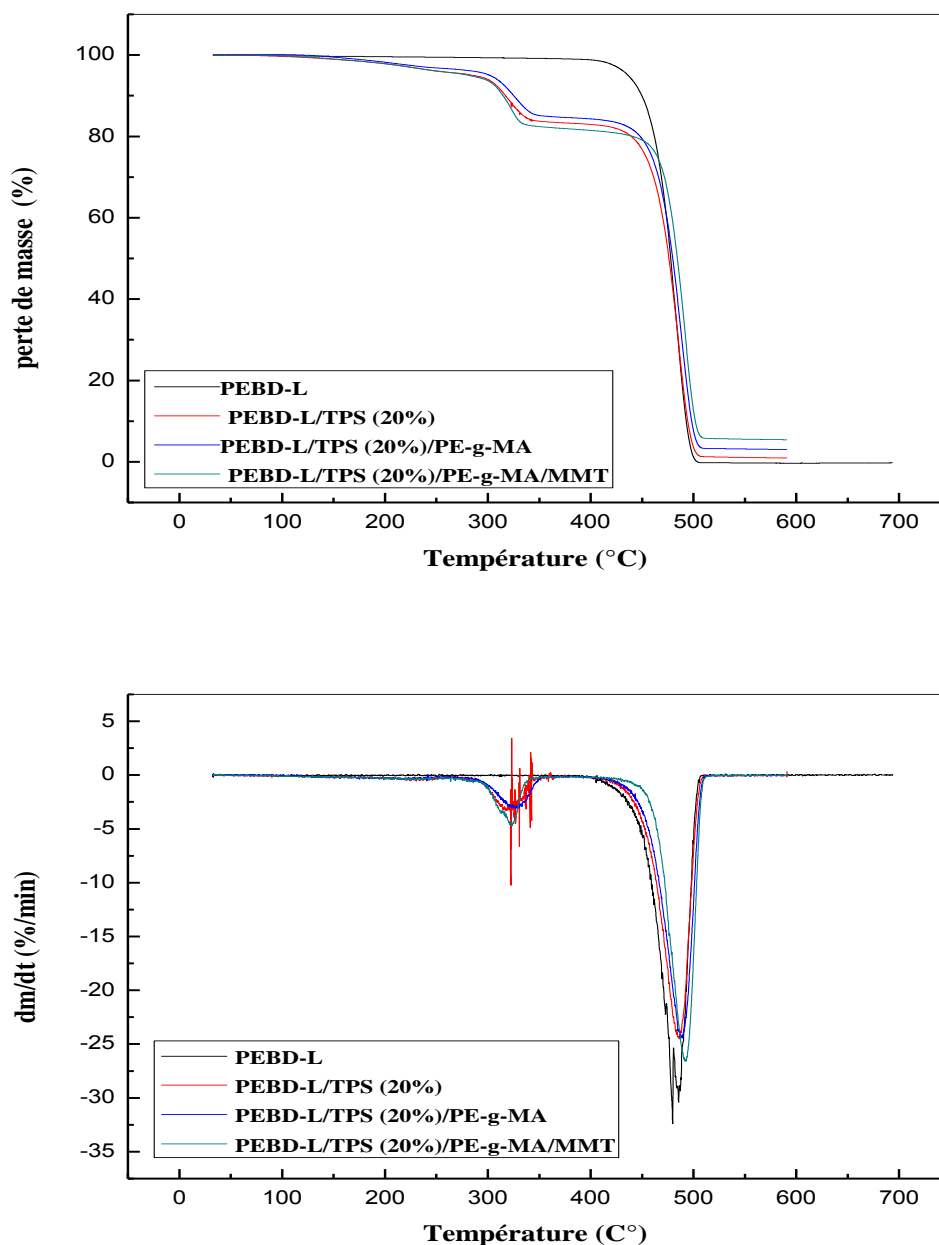 perte de masse (%)
100
80
60
40
20
0
PEBD-L
PEBD-L/TPS (20%)
PEBD-L/TPS (20%)/PE-g-MA
PEBD-L/TPS (20%)/PE-g-MA/MMT
0 100 200 300 400 500 600 700
Température (°C)
dm/dt (%/min)
5
0
-5
-10
-15
-20
-25
-30
-35
PEBD-L
PEBD-L/TPS (20%)
PEBD-L/TPS (20%)/PE-g-MA
PEBD-L/TPS (20%)/PE-g-MA/MMT
0 100 200 300 400 500 600 700
Température (C°)